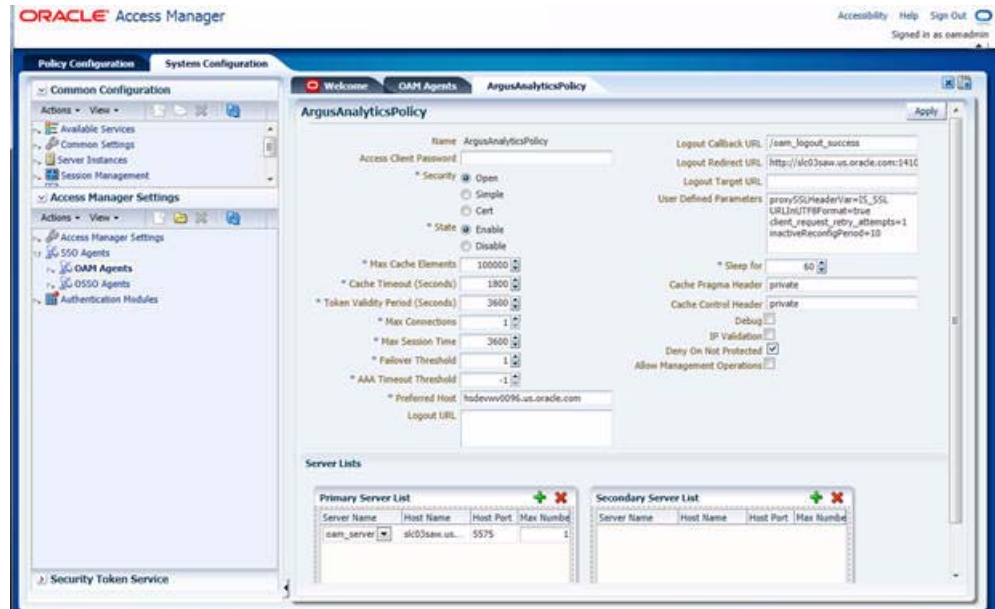 ORACLE Access Manager
Accessibility Help Sign Out
Signed in as oamadmin
Policy Configuration System Configuration
Common Configuration
Actions View
Available Services
Common Settings
Server Instances
Session Management
Access Manager Settings
Actions View
Access Manager Settings
SSO Agents
OAM Agents
OSSO Agents
Authentication Modules
Security Token Service
Welcome OAM Agents ArgusAnalyticsPolicy
ArgusAnalyticsPolicy Apply
Name ArgusAnalyticsPolicy
Access Client Password
* Security Open
Simple
Cert
* State Enable
Disable
* Max Cache Elements 100000
* Cache Timeout (Seconds) 1800
* Token Validity Period (Seconds) 3600
* Max Connections 1
* Max Session Time 3600
* Failover Threshold 1
* AAA Timeout Threshold -1
* Preferred Host hsdevwv0096.us.oracle.com
Logout URL
Logout Callback URL /oam_logout_success
Logout Redirect URL http://slc03saw.us.oracle.com:1410
Logout Target URL
User Defined Parameters proxySSLHeaderVar=IS_SSL
URLInUTF8Format=true
client_request_retry_attempts=1
inactiveReconfigPeriod=10
* Sleep for 60
Cache Pragma Header private
Cache Control Header private
Debug
IP Validation
Deny On Not Protected
Allow Management Operations
Server Lists
Primary Server List
Server Name Host Name Host Port Max Numbe
oam_server slc03saw.us... 5575 1
Secondary Server List
Server Name Host Name Host Port Max Numbe